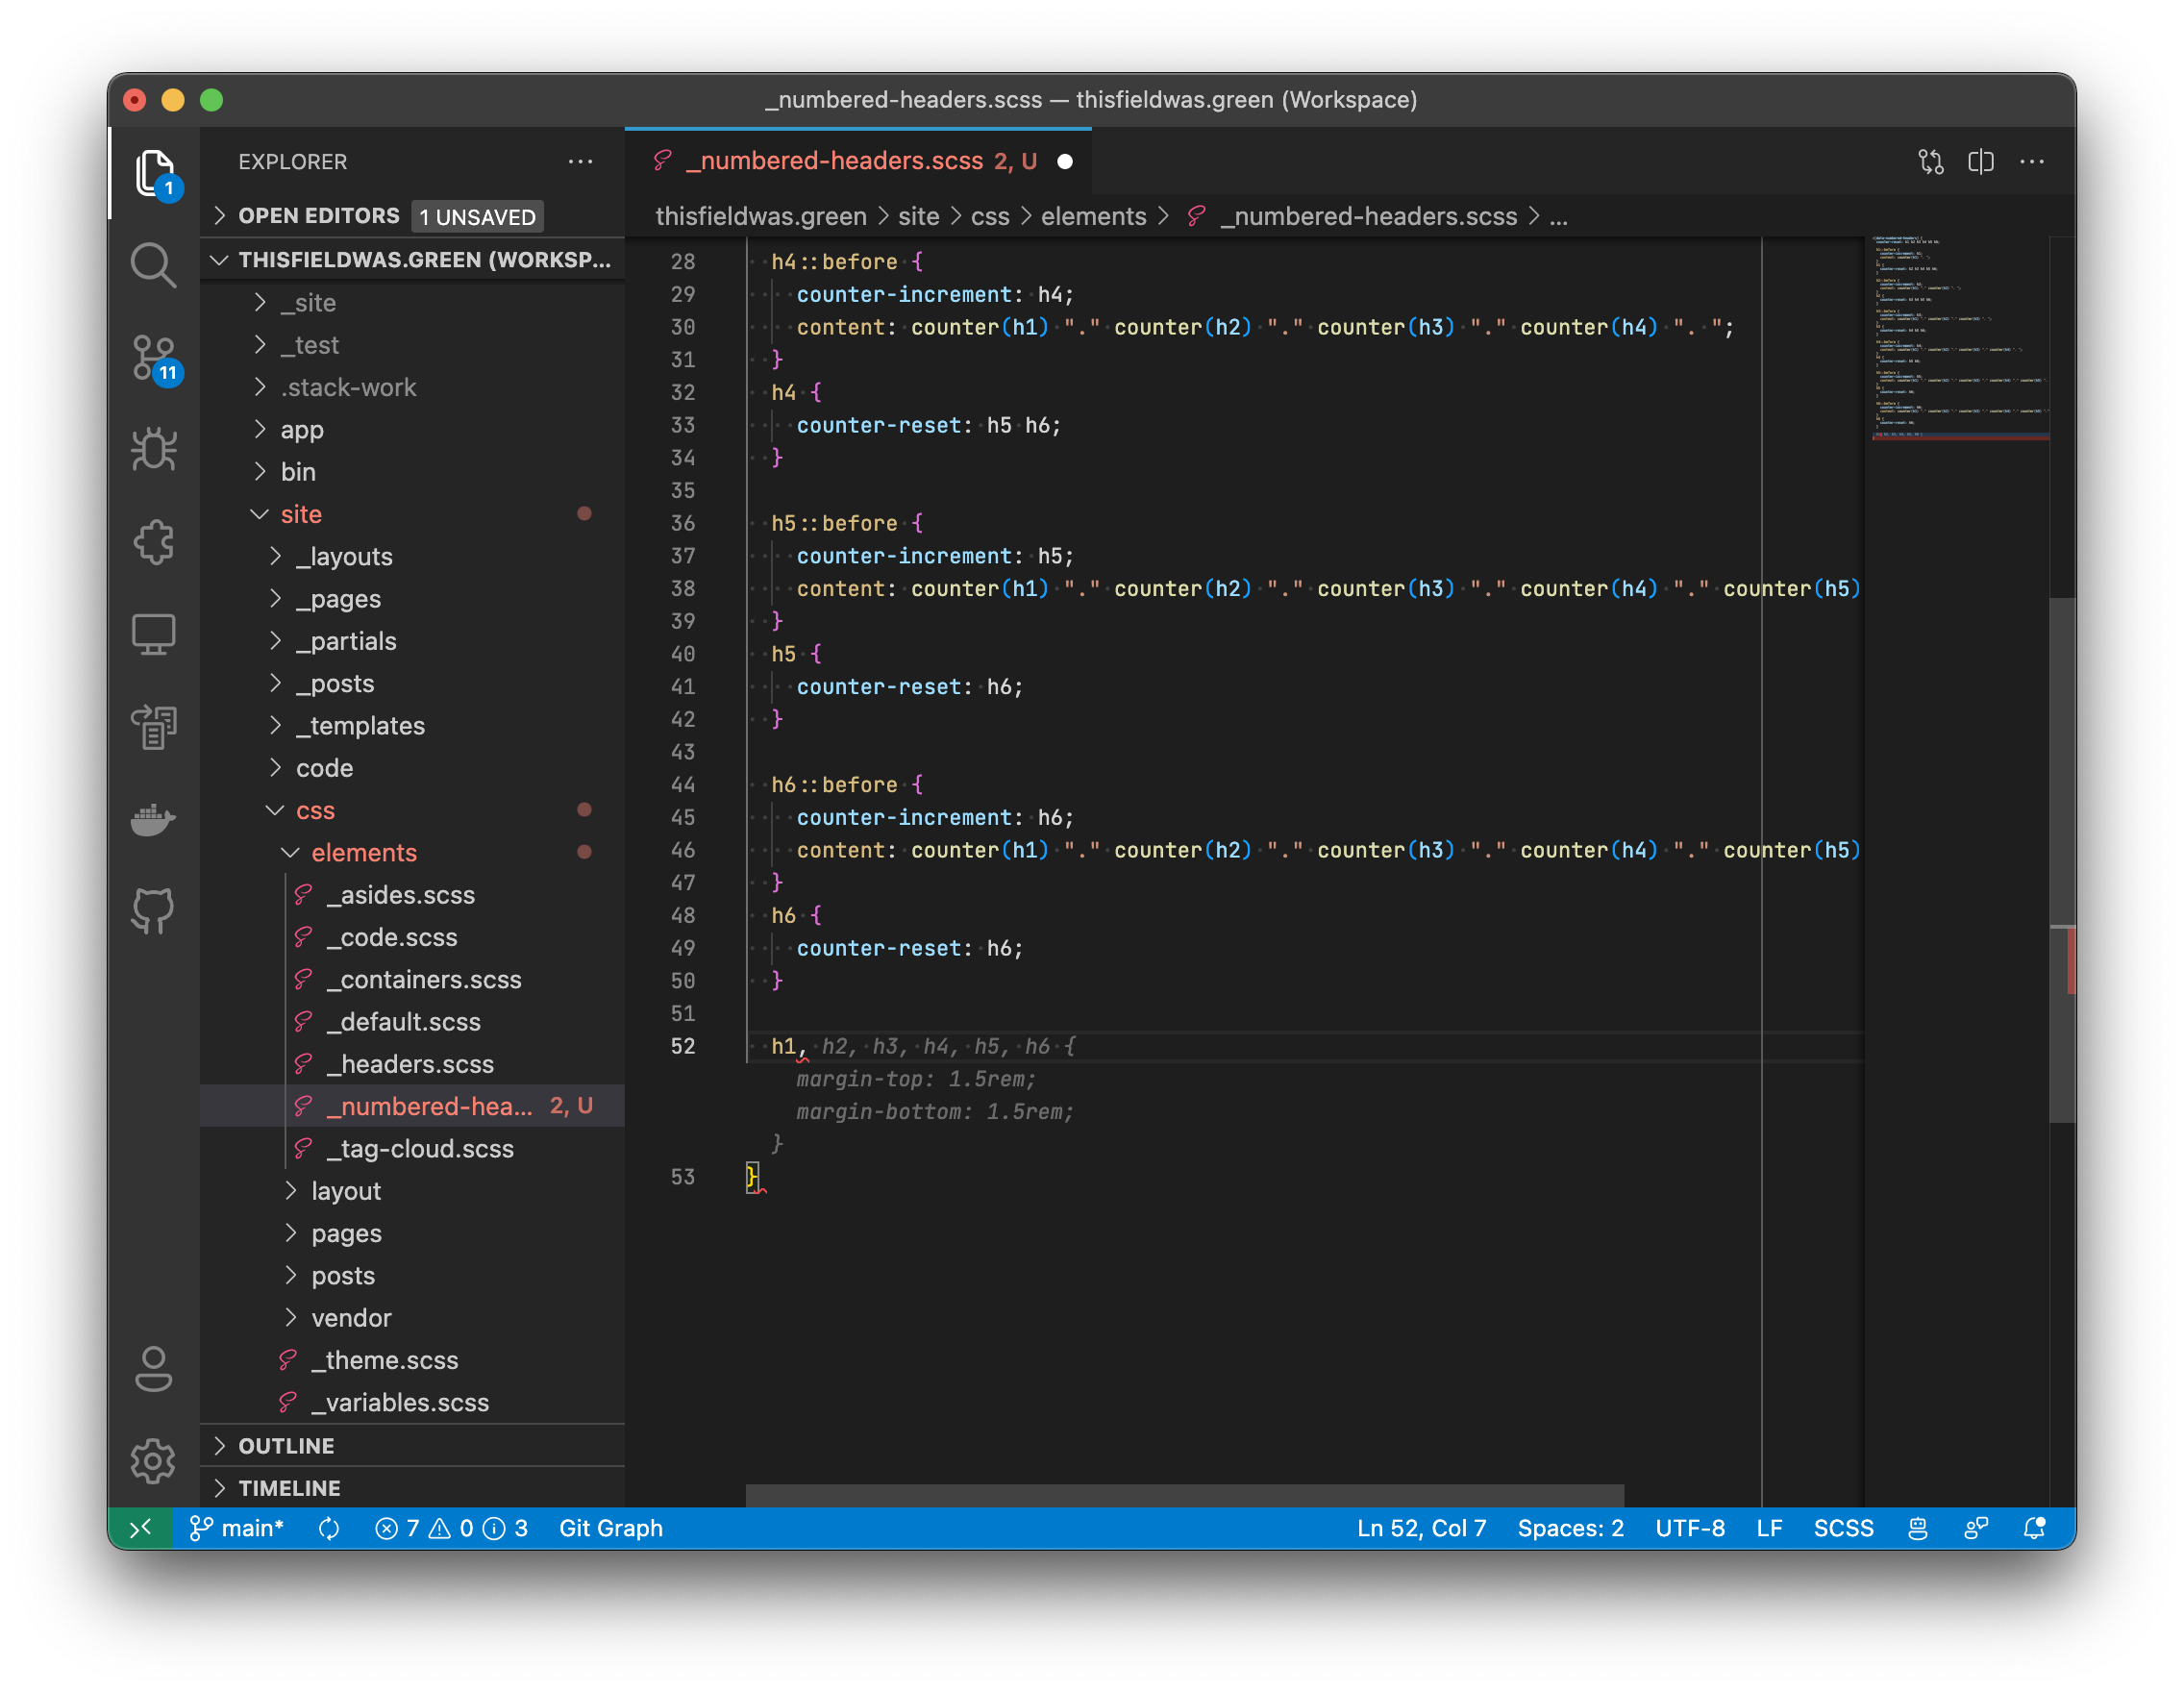 _numbered-headers.scss — thisfieldwas.green (Workspace)
1
11
EXPLORER
OPEN EDITORS 1 UNSAVED
THISFIELDWAS.GREEN (WORKSP...
_site
_test
.stack-work
app
bin
site
_layouts
_pages
_partials
_posts
_templates
code
css
elements
_asides.scss
_code.scss
_containers.scss
_default.scss
_headers.scss
_numbered-hea... 2, U
_tag-cloud.scss
layout
pages
posts
vendor
_theme.scss
_variables.scss
OUTLINE
TIMELINE
_numbered-headers.scss 2, U
thisfieldwas.green > site > css > elements > _numbered-headers.scss > ...
28 h4::before {
29 counter-increment: h4;
30 content: counter(h1) "." counter(h2) "." counter(h3) "." counter(h4) ". ";
31 }
32 h4 {
33 counter-reset: h5 h6;
34 }
35
36 h5::before {
37 counter-increment: h5;
38 content: counter(h1) "." counter(h2) "." counter(h3) "." counter(h4) "." counter(h5)
39 }
40 h5 {
41 counter-reset: h6;
42 }
43
44 h6::before {
45 counter-increment: h6;
46 content: counter(h1) "." counter(h2) "." counter(h3) "." counter(h4) "." counter(h5)
47 }
48 h6 {
49 counter-reset: h6;
50 }
51
52 h1, h2, h3, h4, h5, h6 {
margin-top: 1.5rem;
margin-bottom: 1.5rem;
}
53 }
main* 7 0 3 Git Graph Ln 52, Col 7 Spaces: 2 UTF-8 LF SCSS